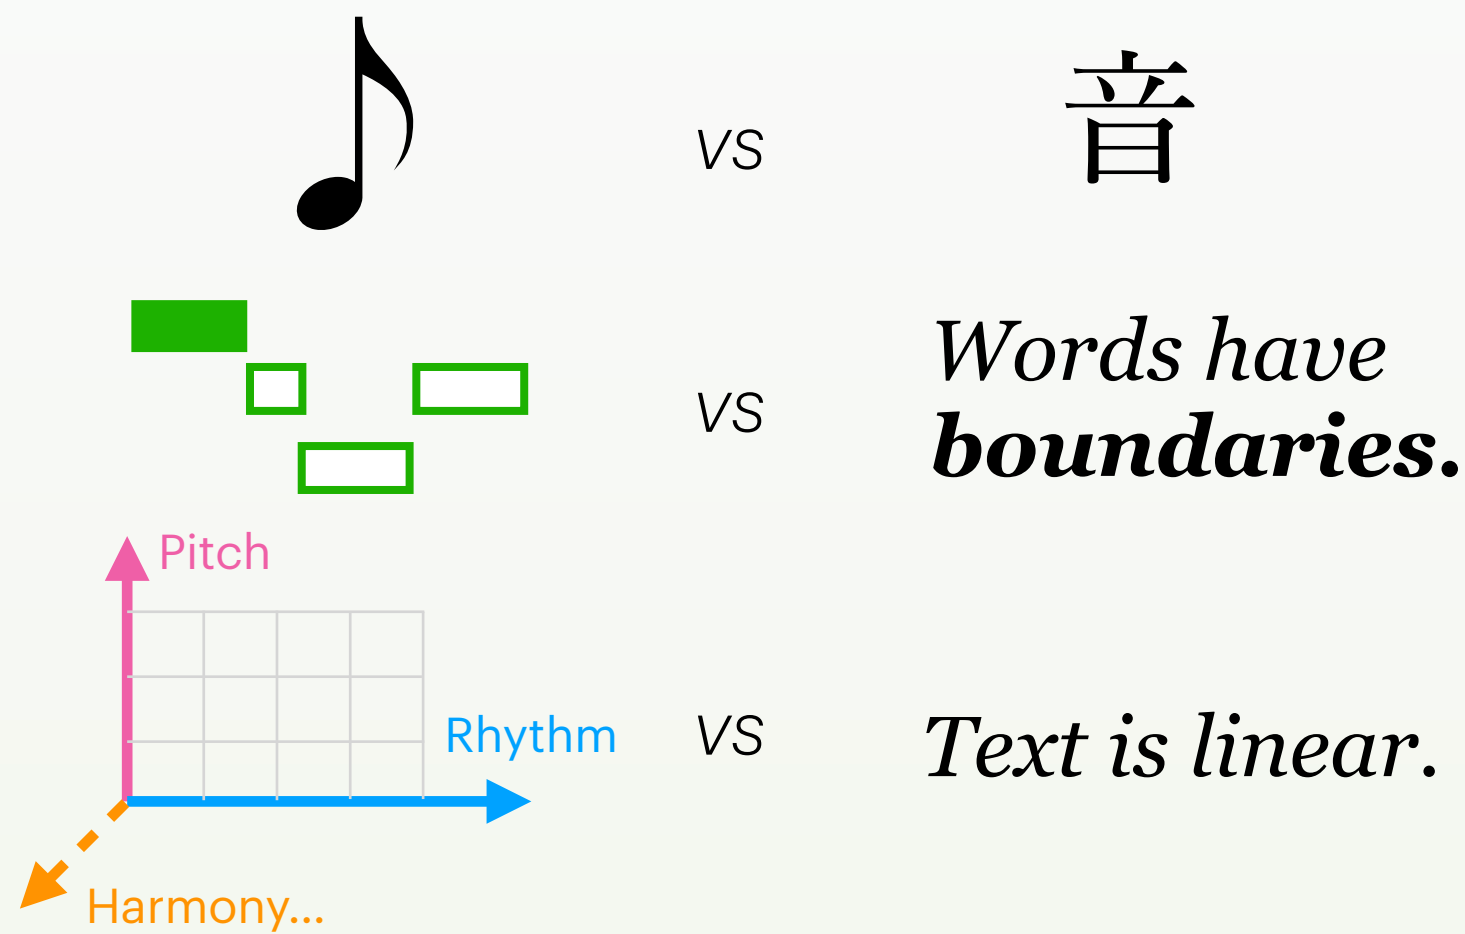 vs
音
vs
Words have
boundaries.
Pitch
Rhythm
vs
Text is linear.
Harmony...